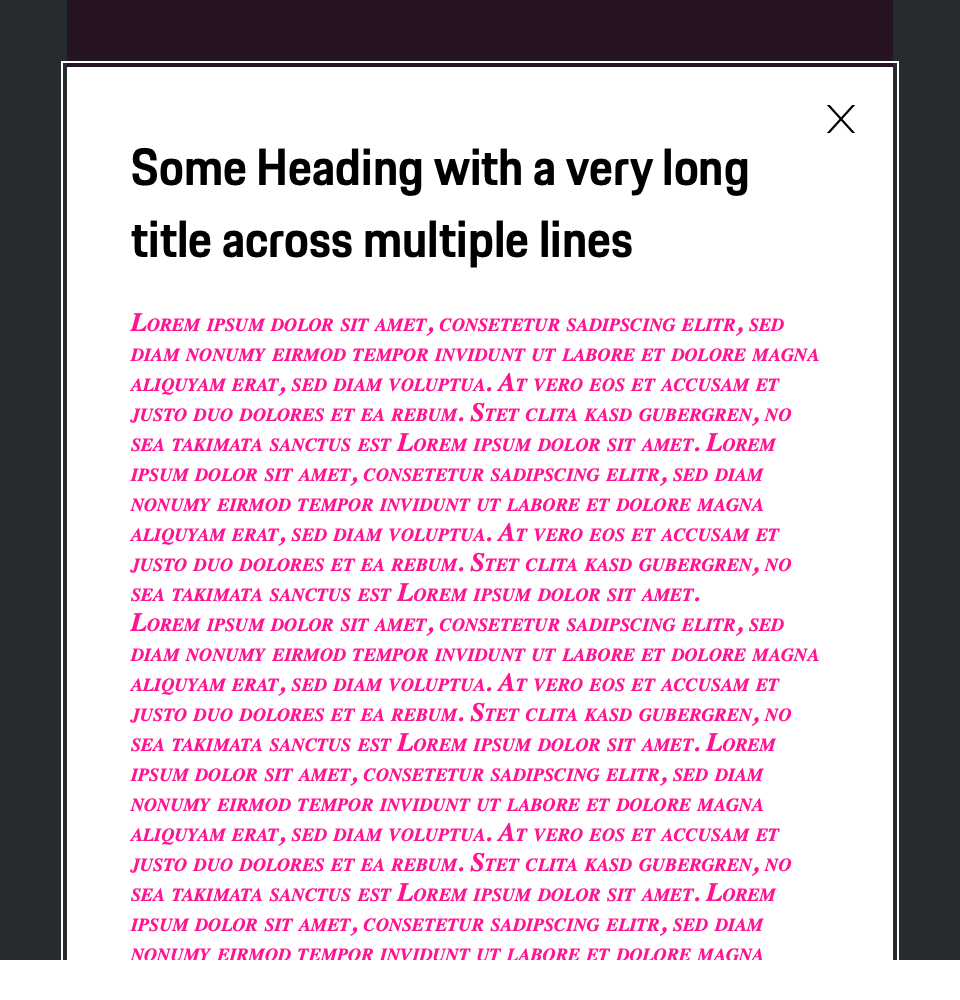 Some Heading with a very long
title across multiple lines
Lorem ipsum dolor sit amet, consetetur sadipscing elitr, sed
diam nonumy eirmod tempor invidunt ut labore et dolore magna
aliquyam erat, sed diam voluptua. At vero eos et accusam et
justo duo dolores et ea rebum. Stet clita kasd gubergren, no
sea takimata sanctus est Lorem ipsum dolor sit amet. Lorem
ipsum dolor sit amet, consetetur sadipscing elitr, sed diam
nonumy eirmod tempor invidunt ut labore et dolore magna
aliquyam erat, sed diam voluptua. At vero eos et accusam et
justo duo dolores et ea rebum. Stet clita kasd gubergren, no
sea takimata sanctus est Lorem ipsum dolor sit amet.
Lorem ipsum dolor sit amet, consetetur sadipscing elitr, sed
diam nonumy eirmod tempor invidunt ut labore et dolore magna
aliquyam erat, sed diam voluptua. At vero eos et accusam et
justo duo dolores et ea rebum. Stet clita kasd gubergren, no
sea takimata sanctus est Lorem ipsum dolor sit amet. Lorem
ipsum dolor sit amet, consetetur sadipscing elitr, sed diam
nonumy eirmod tempor invidunt ut labore et dolore magna
aliquyam erat, sed diam voluptua. At vero eos et accusam et
justo duo dolores et ea rebum. Stet clita kasd gubergren, no
sea takimata sanctus est Lorem ipsum dolor sit amet. Lorem
ipsum dolor sit amet, consetetur sadipscing elitr, sed diam
nonumy eirmod tempor invidunt ut labore et dolore magna